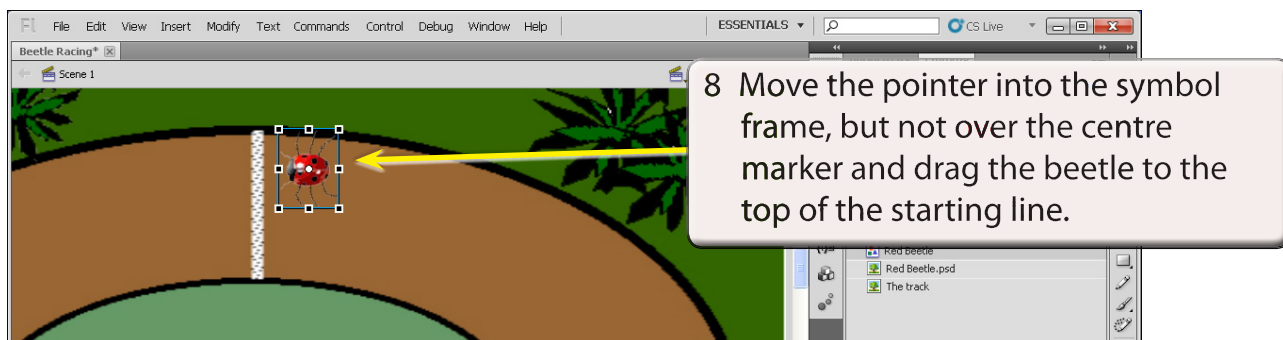 Fl File Edit View Insert Modify Text Commands Control Debug Window Help ESSENTIALS CS Live
Beetle Racing*
Scene 1
8 Move the pointer into the symbol
frame, but not over the centre
marker and drag the beetle to the
top of the starting line.
Red Beetle
Red Beetle.psd
The track